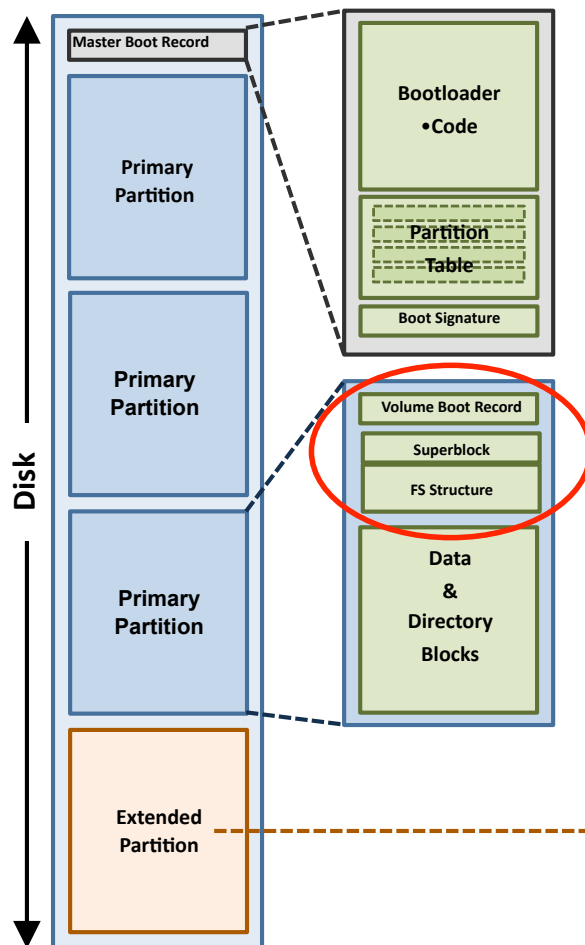 Master Boot Record
Primary
Partition
Primary
Partition
Primary
Partition
Extended
Partition
Disk
Bootloader
•Code
Partition
Table
Boot Signature
Volume Boot Record
Superblock
FS Structure
Data
&
Directory
Blocks